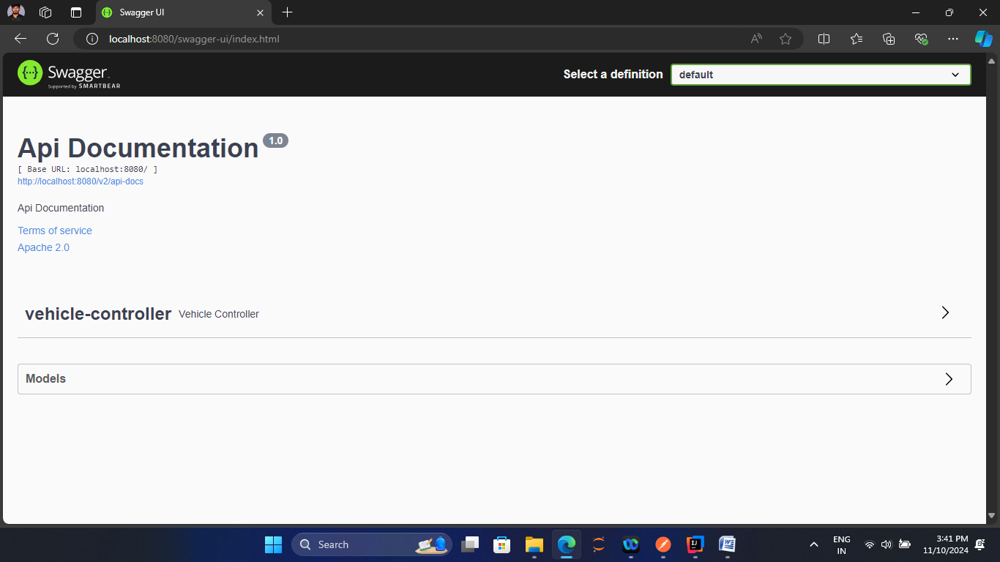 Swagger UI
localhost:8080/swagger-ui/index.html
Swagger.
Supported by SMARTBEAR
Select a definition
default
Api Documentation 1.0
[ Base URL: localhost:8080/ ]
http://localhost:8080/v2/api-docs
Api Documentation
Terms of service
Apache 2.0
vehicle-controller Vehicle Controller
Models
Search
ENG
IN
3:41 PM
11/10/2024